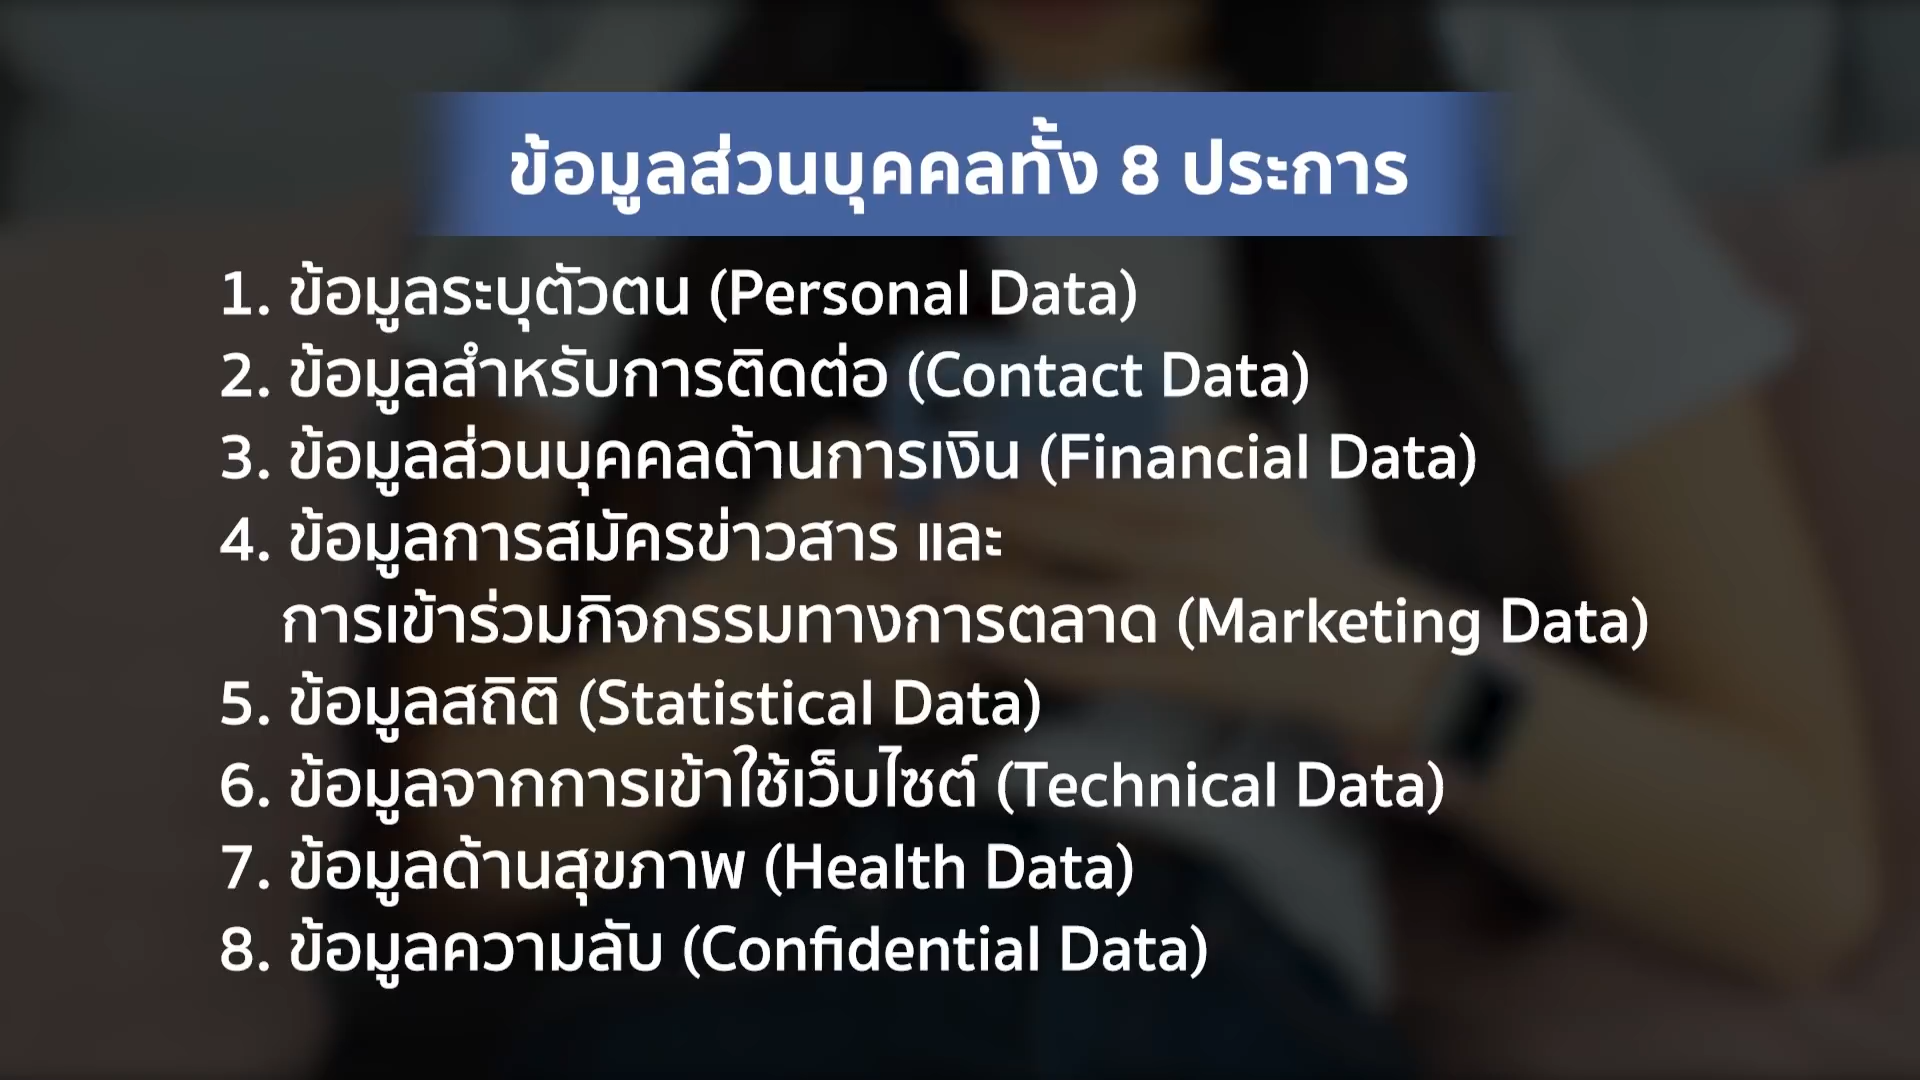 ข้อมูลส่วนบุคคลทั้ง 8 ประการ
1. ข้อมูลระบุตัวตน (Personal Data)
2. ข้อมูลสำหรับการติดต่อ (Contact Data)
3. ข้อมูลส่วนบุคคลด้านการเงิน (Financial Data)
4. ข้อมูลการสมัครข่าวสาร และ
การเข้าร่วมกิจกรรมทางการตลาด (Marketing Data)
5. ข้อมูลสถิติ (Statistical Data)
6. ข้อมูลจากการเข้าใช้เว็บไซต์ (Technical Data)
7. ข้อมูลด้านสุขภาพ (Health Data)
8. ข้อมูลความลับ (Confidential Data)